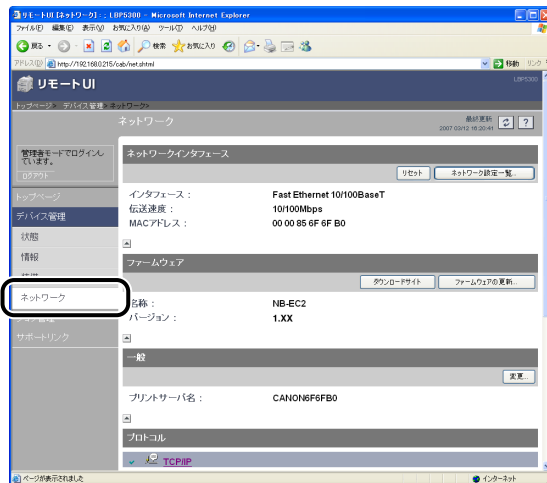 リモートUI [ネットワーク] : : LBP5300 - Microsoft Internet Explorer
ファイル(F) 編集(E) 表示(V) お気に入り(A) ツール(T) ヘルプ(H)
戻る 検索 お気に入り
アドレス(D) http://192.168.0.215/cab/net.shtml 移動 リンク
リモートUI LBP5300
トップページ> デバイス管理> ネットワーク>
ネットワーク 最終更新 2007 03/12 18:20:41 ?
管理者モードでログインしています。
ログアウト
トップページ
デバイス管理
状態
情報
ネットワーク
サポートリンク
ネットワークインタフェース
リセット ネットワーク設定一覧...
インタフェース : Fast Ethernet 10/100BaseT
伝送速度 : 10/100Mbps
MACアドレス : 00 00 85 6F 6F B0
ファームウェア
ダウンロードサイト ファームウェアの更新...
名称 : NB-EC2
バージョン : 1.XX
一般
変更...
プリントサーバ名 : CANON6F6FB0
プロトコル
TCP/IP
ページが表示されました インターネット